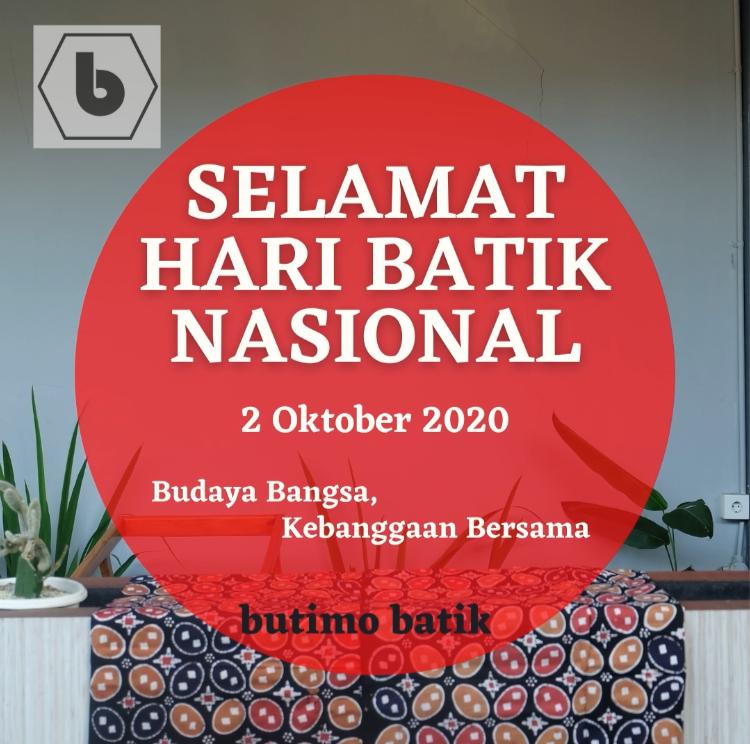 b
SELAMAT
HARI BATIK
NASIONAL
2 Oktober 2020
Budaya Bangsa,
Kebanggaan Bersama
butimo batik